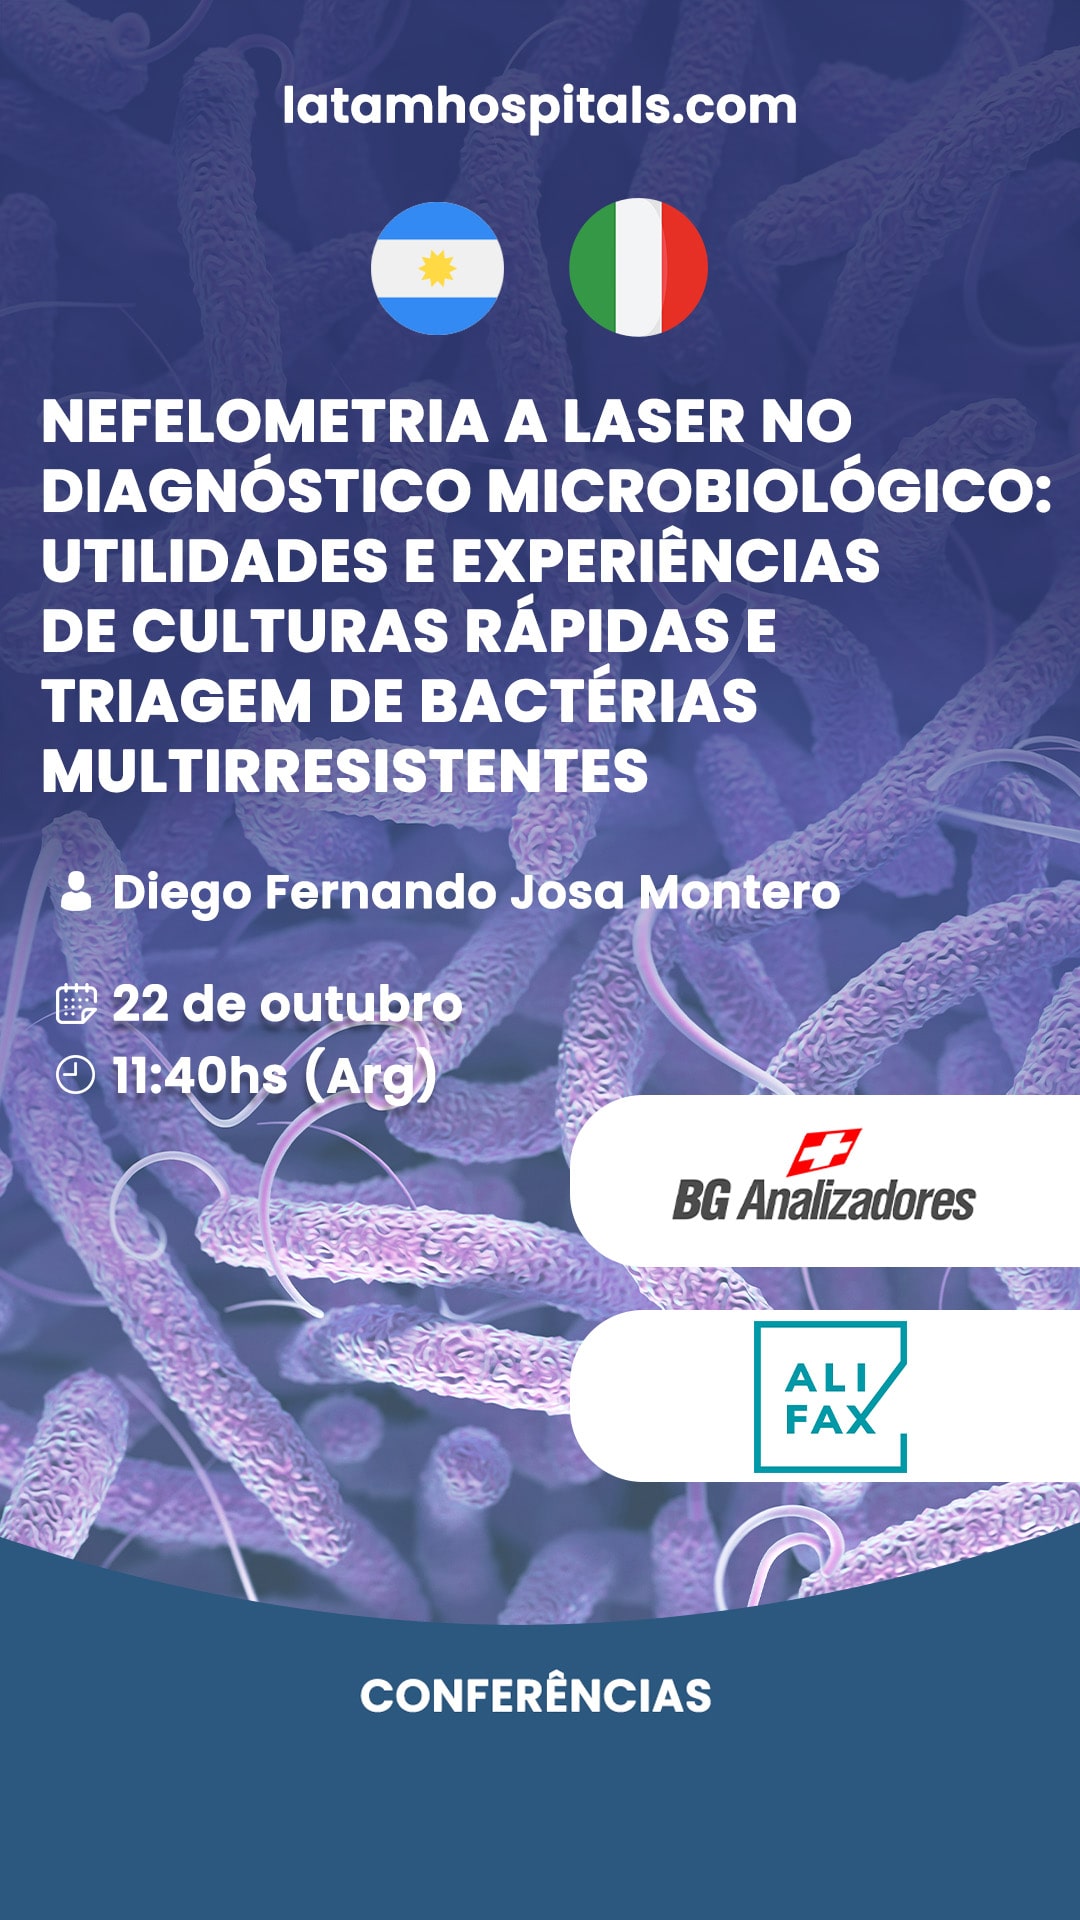 latamhospitals.com
NEFELOMETRIA A LASER NO
DIAGNÓSTICO MICROBIOLÓGICO:
UTILIDADES E EXPERIÊNCIAS
DE CULTURAS RÁPIDAS E
TRIAGEM DE BACTÉRIAS
MULTIRRESISTENTES
Diego Fernando Josa Montero
22 de outubro
11:40hs (Arg)
BG Analizadores
ALI
FAX
CONFERÊNCIAS